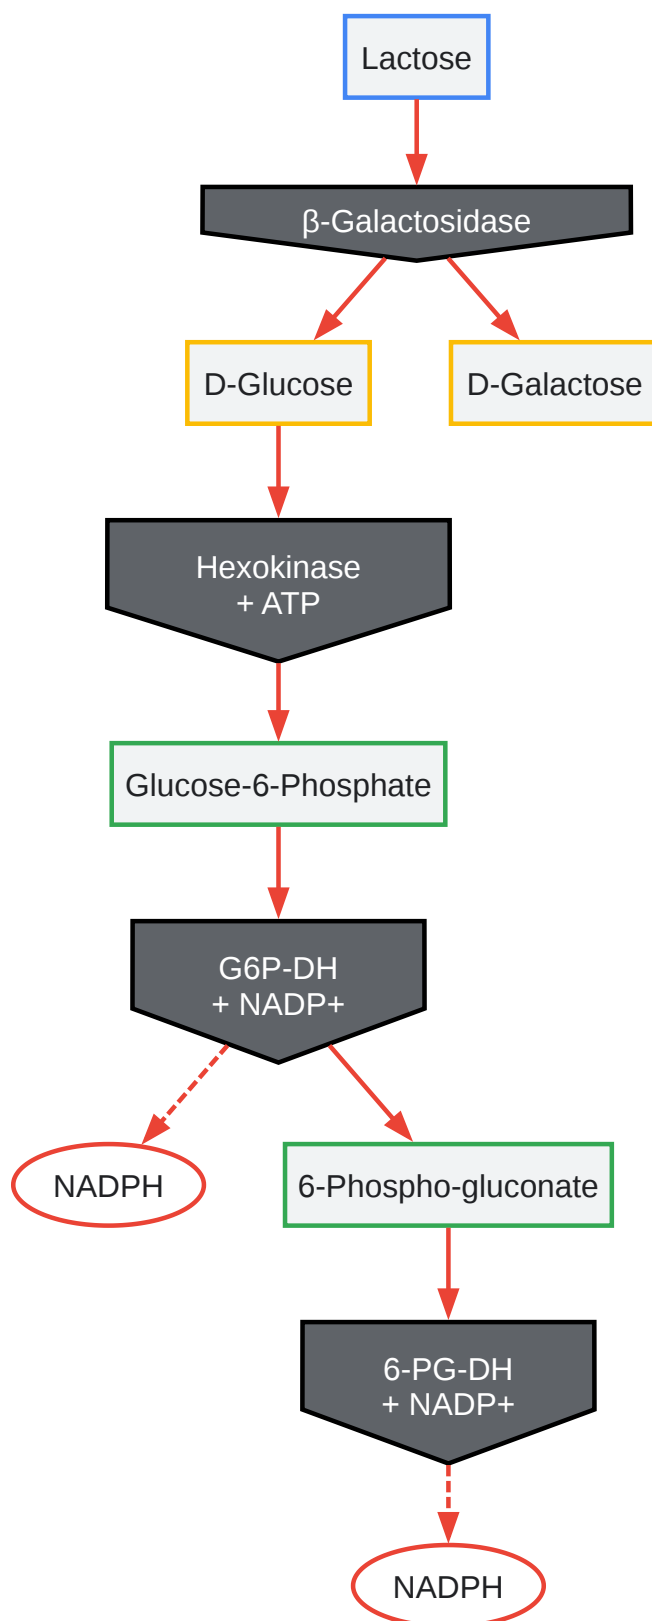 Lactose
β-Galactosidase
D-Glucose
D-Galactose
Hexokinase
+ ATP
Glucose-6-Phosphate
G6P-DH
+ NADP+
NADPH
6-Phospho-gluconate
6-PG-DH
+ NADP+
NADPH